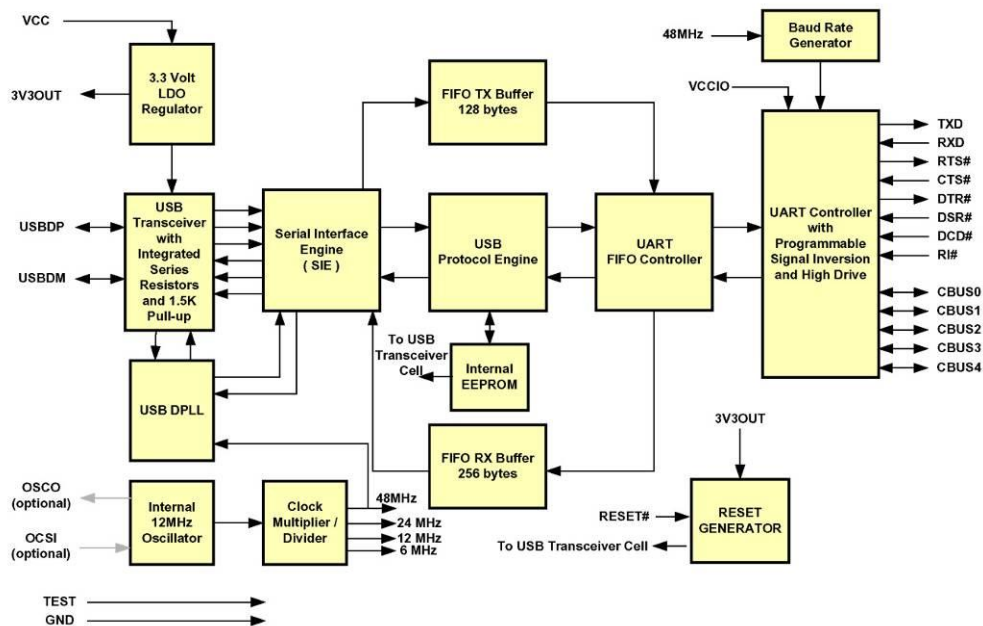 VCC
3V3OUT
3.3 Volt
LDO
Regulator
48MHz
Baud Rate
Generator
FIFO TX Buffer
128 bytes
VCCIO
TXD
RXD
RTS#
CTS#
DTR#
DSR#
DCD#
RI#
CBUS0
CBUS1
CBUS2
CBUS3
CBUS4
USBDP
USBDM
USB
Transceiver
with
Integrated
Series
Resistors
and 1.5K
Pull-up
Serial Interface
Engine
( SIE )
USB
Protocol Engine
UART
FIFO Controller
UART Controller
with
Programmable
Signal Inversion
and High Drive
To USB
Transceiver
Cell
Internal
EEPROM
USB DPLL
FIFO RX Buffer
256 bytes
3V3OUT
OSCO
(optional)
OCSI
(optional)
Internal
12MHz
Oscillator
Clock
Multiplier /
Divider
48MHz
24 MHz
12 MHz
6 MHz
RESET#
RESET
GENERATOR
To USB Transceiver Cell
TEST
GND